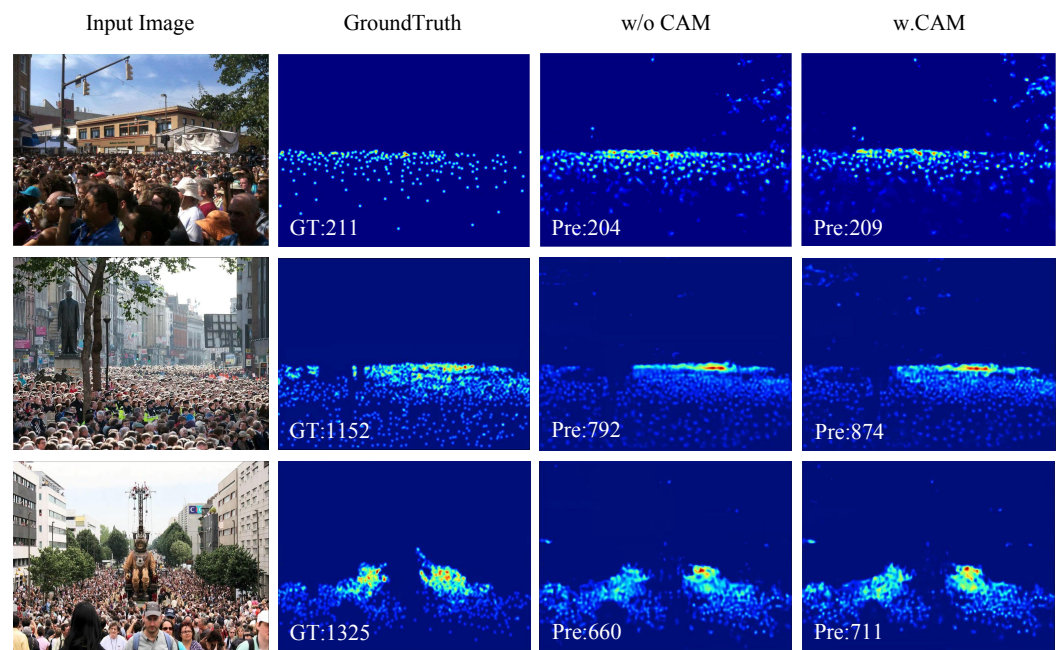 Input Image GroundTruth w/o CAM w.CAM
GT:211 Pre:204 Pre:209
GT:1152 Pre:792 Pre:874
GT:1325 Pre:660 Pre:711